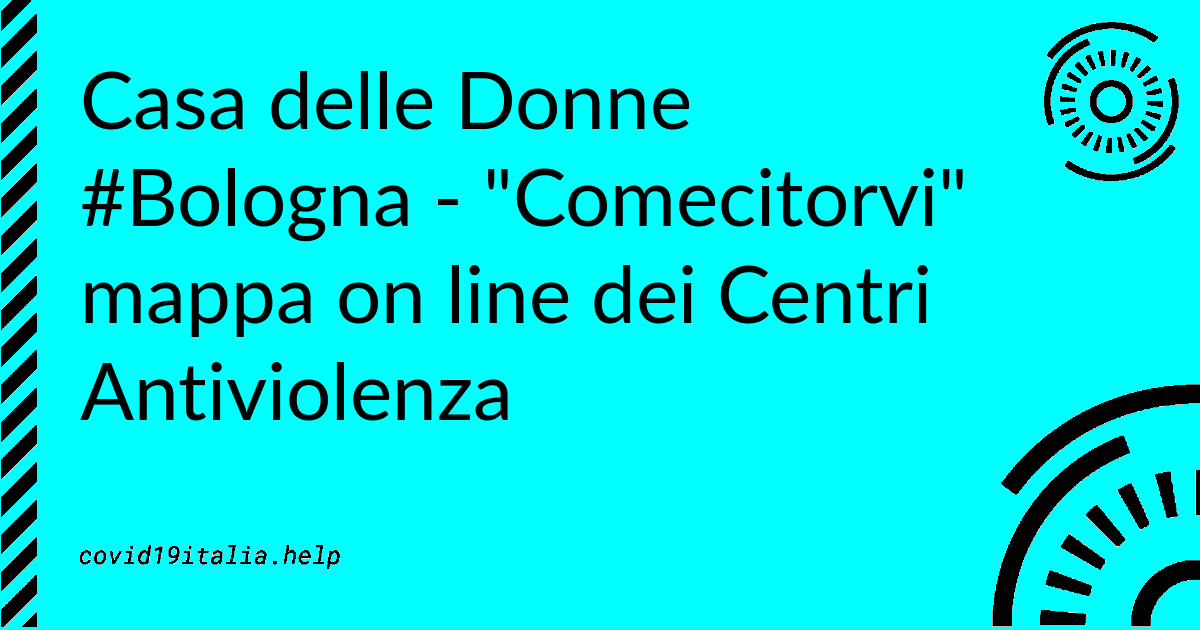 Casa delle Donne
#Bologna - "Comecitorvi"
mappa on line dei Centri
Antiviolenza
covid19italia.help